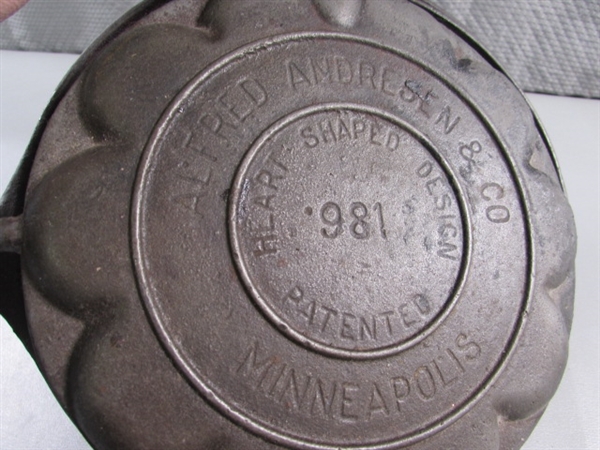 ALFRED ANDRESEN & CO
MINNEAPOLIS
HEART SHAPED DESIGN
981
PATENTED